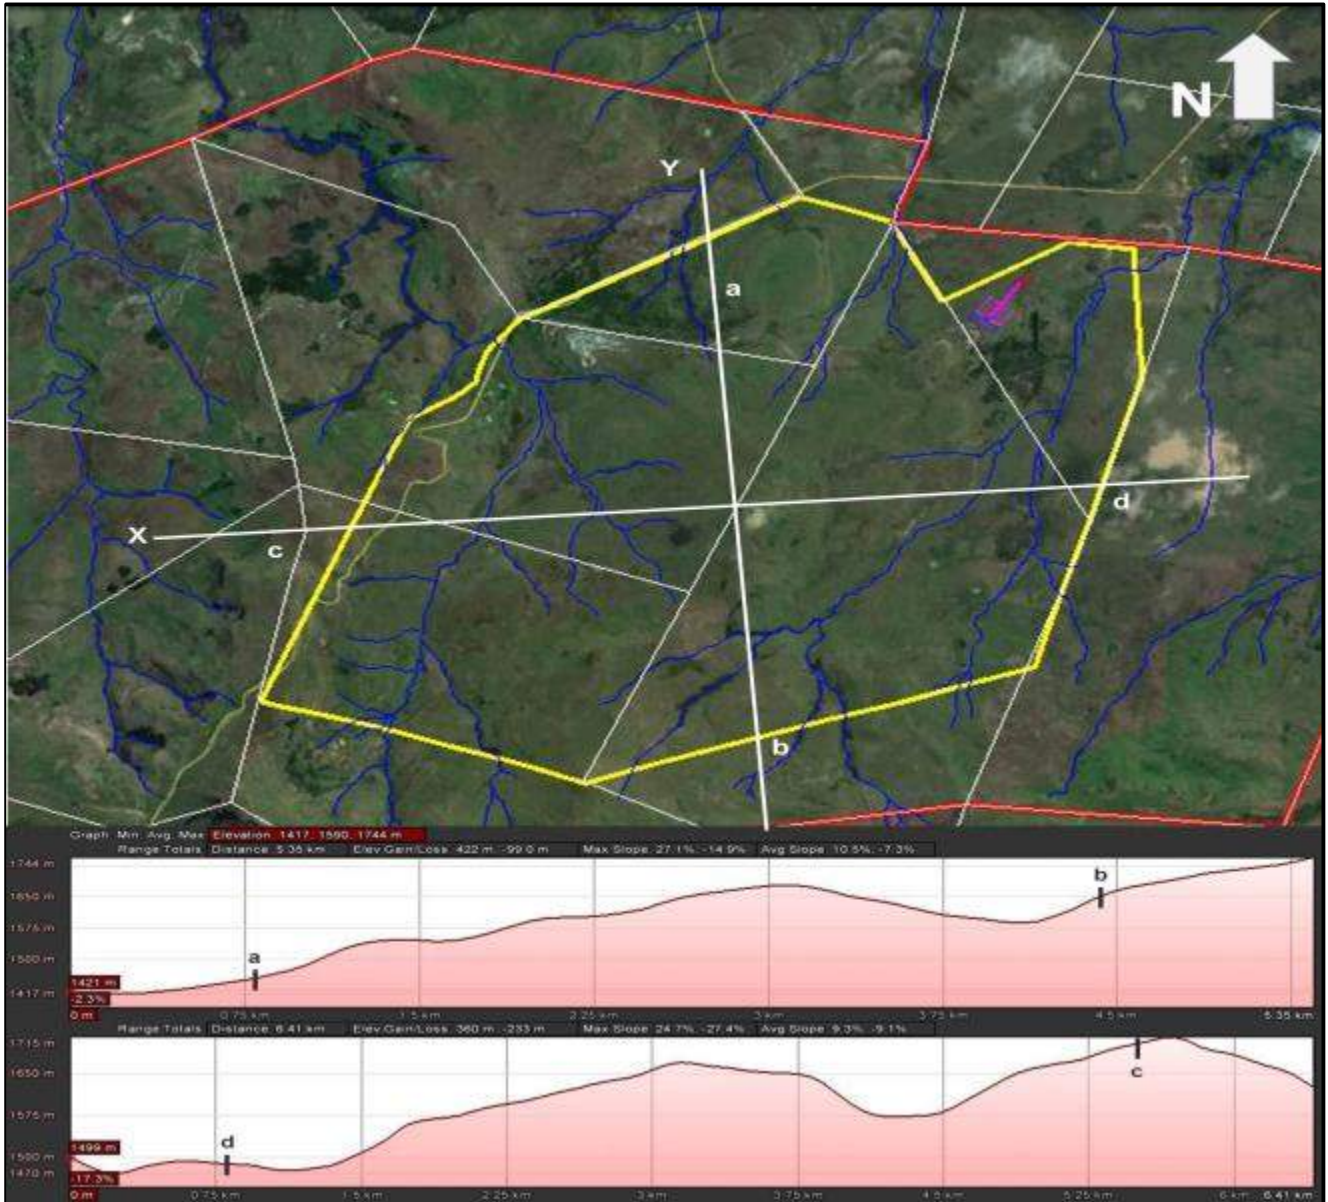 N
Y
a
X
c
d
b
Graph: Min, Avg, Max Elevation: 1417, 1590, 1744 m
Range Totals: Distance: 5.35 km Elev Gain/Loss: 422 m, -99.0 m Max Slope: 27.1%, -14.9% Avg Slope: 10.5%, -7.3%
1744 m
b
1650 m
1575 m
a
1500 m
1421 m
1417 m
-2.3%
0 m 0.75 km 1.5 km 2.25 km 3 km 3.75 km 4.5 km 5.35 km
Range Totals: Distance: 6.41 km Elev Gain/Loss: 360 m, -233 m Max Slope: 24.7%, -27.4% Avg Slope: 9.3%, -9.1%
1715 m
1650 m
c
1575 m
1499 m
d
1500 m
1470 m
-17.3%
0 m 0.75 km 1.5 km 2.25 km 3 km 3.75 km 4.5 km 5.25 km 6.41 km